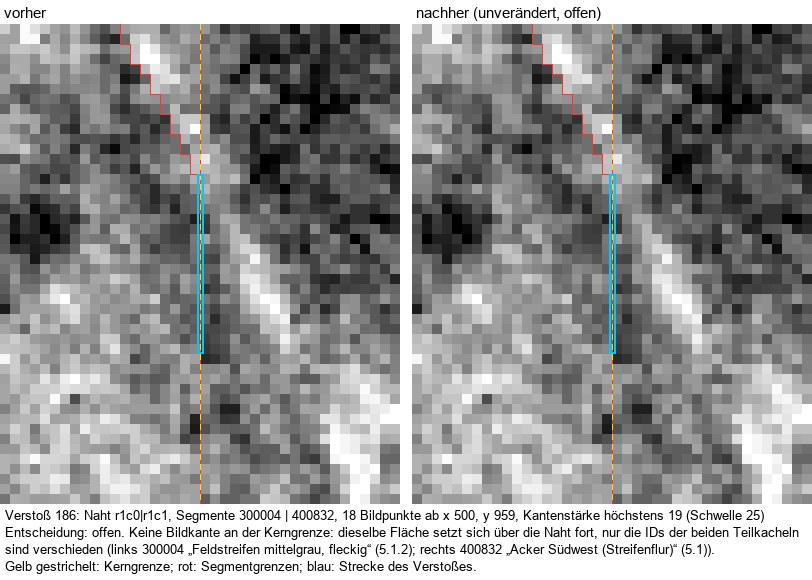 vorher
nachher (unverändert, offen)
Verstoß 186: Naht r1c0|r1c1, Segmente 300004 | 400832, 18 Bildpunkte ab x 500, y 959, Kantenstärke höchstens 19 (Schwelle 25)
Entscheidung: offen. Keine Bildkante an der Kerngrenze: dieselbe Fläche setzt sich über die Naht fort, nur die IDs der beiden Teilkacheln
sind verschieden (links 300004 „Feldstreifen mittelgrau, fleckig“ (5.1.2); rechts 400832 „Acker Südwest (Streifenflur)“ (5.1)).
Gelb gestrichelt: Kerngrenze; rot: Segmentgrenzen; blau: Strecke des Verstoßes.